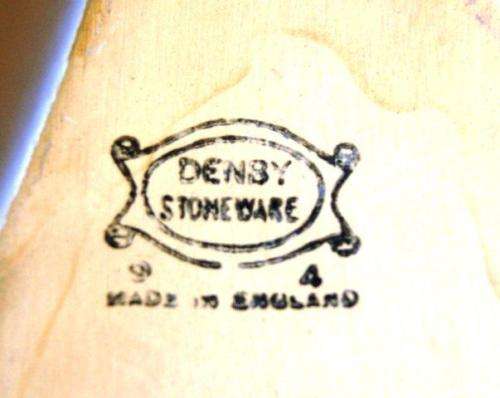 DENBY
STONEWARE
9 4
MADE IN ENGLAND